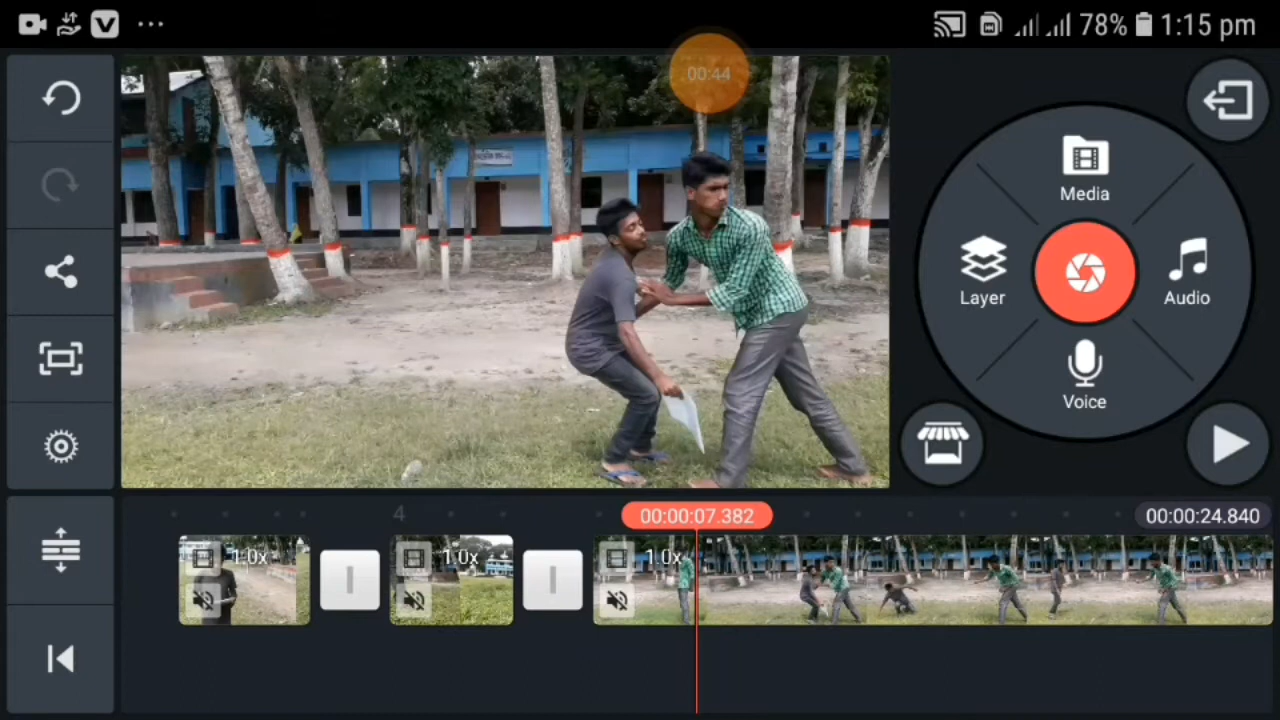 78% 1:15 pm
00:44
Media
Layer
Audio
Voice
4
00:00:07.382
00:00:24.840
1.0x
1.0x
1.0x